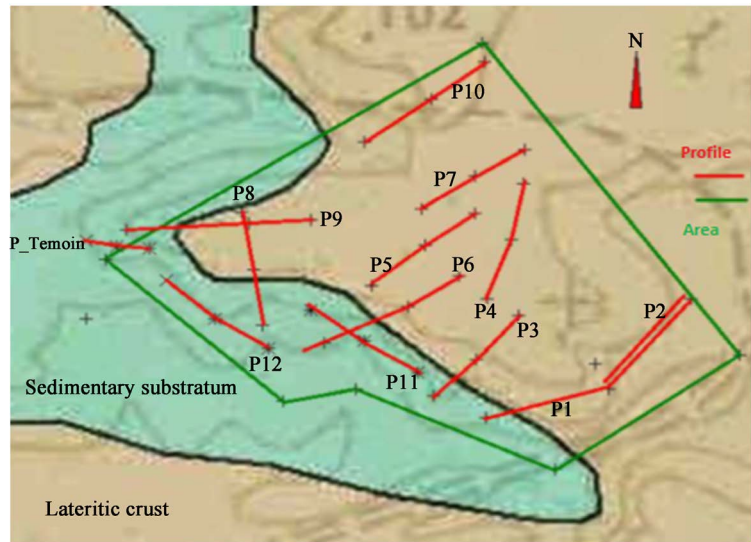 .102
N
P10
Profile
P7
P8
P9
Area
P_Temoin
P5
P6
P4
P2
P3
P12
P11
Sedimentary substratum
P1
Lateritic crust